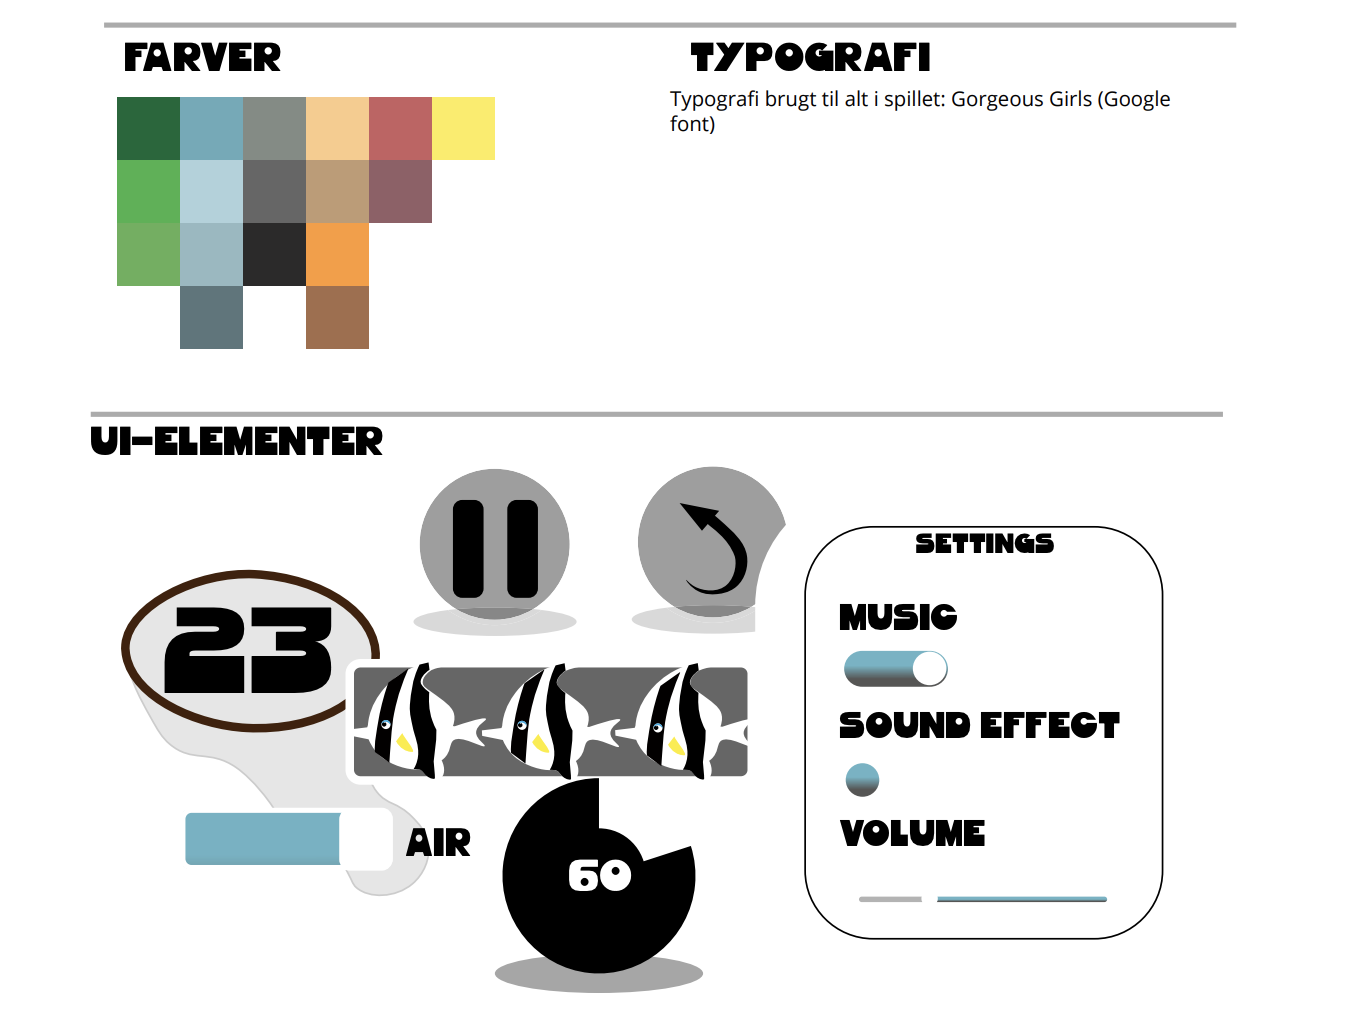 FARVER
TYPOGRAFI
Typografi brugt til alt i spillet: Gorgeous Girls (Google
font)
UI-ELEMENTER
SETTINGS
23
MUSIC
SOUND EFFECT
VOLUME
AIR
60